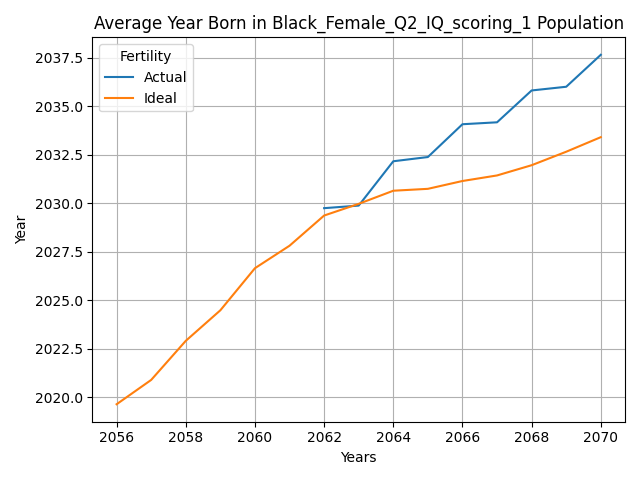 Average Year Born in Black_Female_Q2_IQ_scoring_1 Population
Fertility
Actual
Ideal
2037.5
2035.0
2032.5
2030.0
2027.5
2025.0
2022.5
2020.0
Year
2056 2058 2060 2062 2064 2066 2068 2070
Years